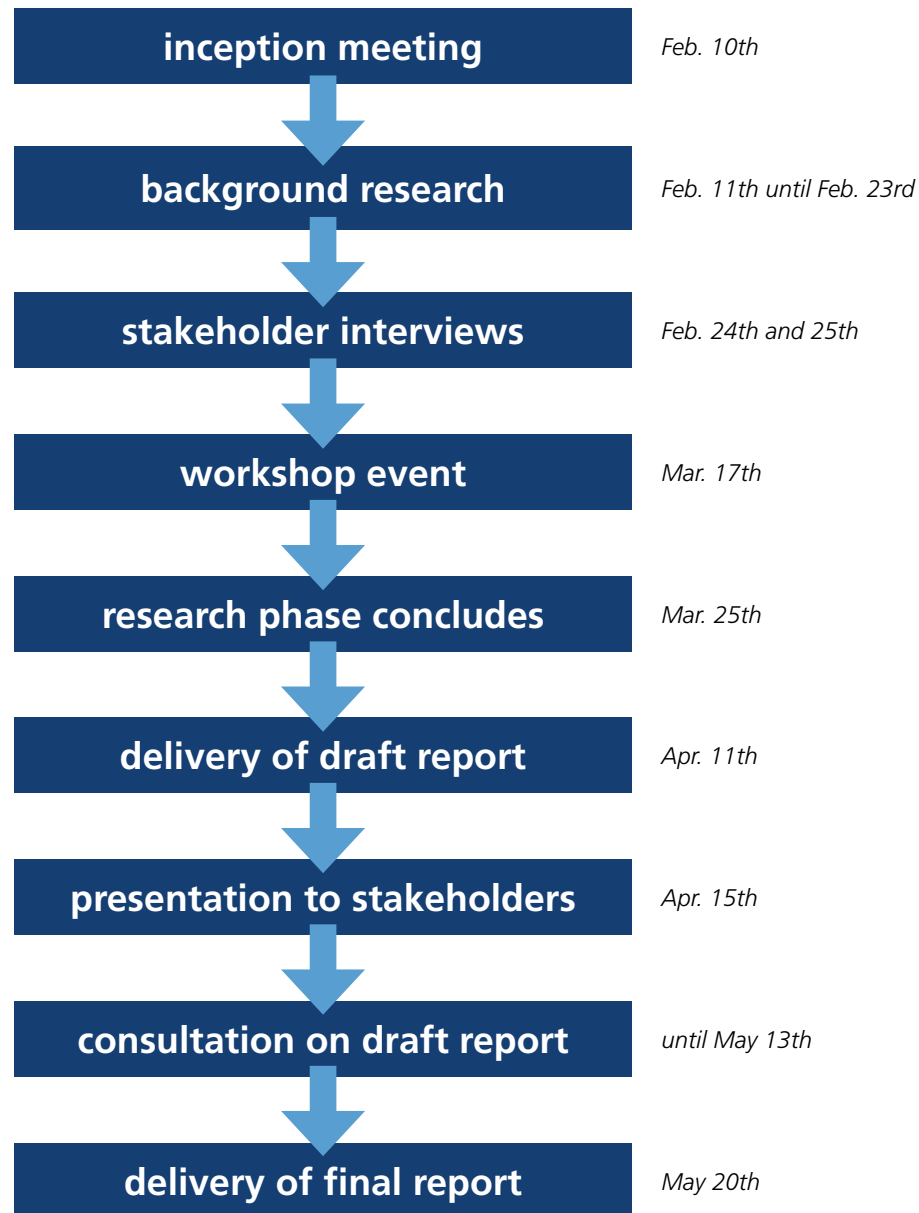 inception meeting
Feb. 10th
background research
Feb. 11th until Feb. 23rd
stakeholder interviews
Feb. 24th and 25th
workshop event
Mar. 17th
research phase concludes
Mar. 25th
delivery of draft report
Apr. 11th
presentation to stakeholders
Apr. 15th
consultation on draft report
until May 13th
delivery of final report
May 20th